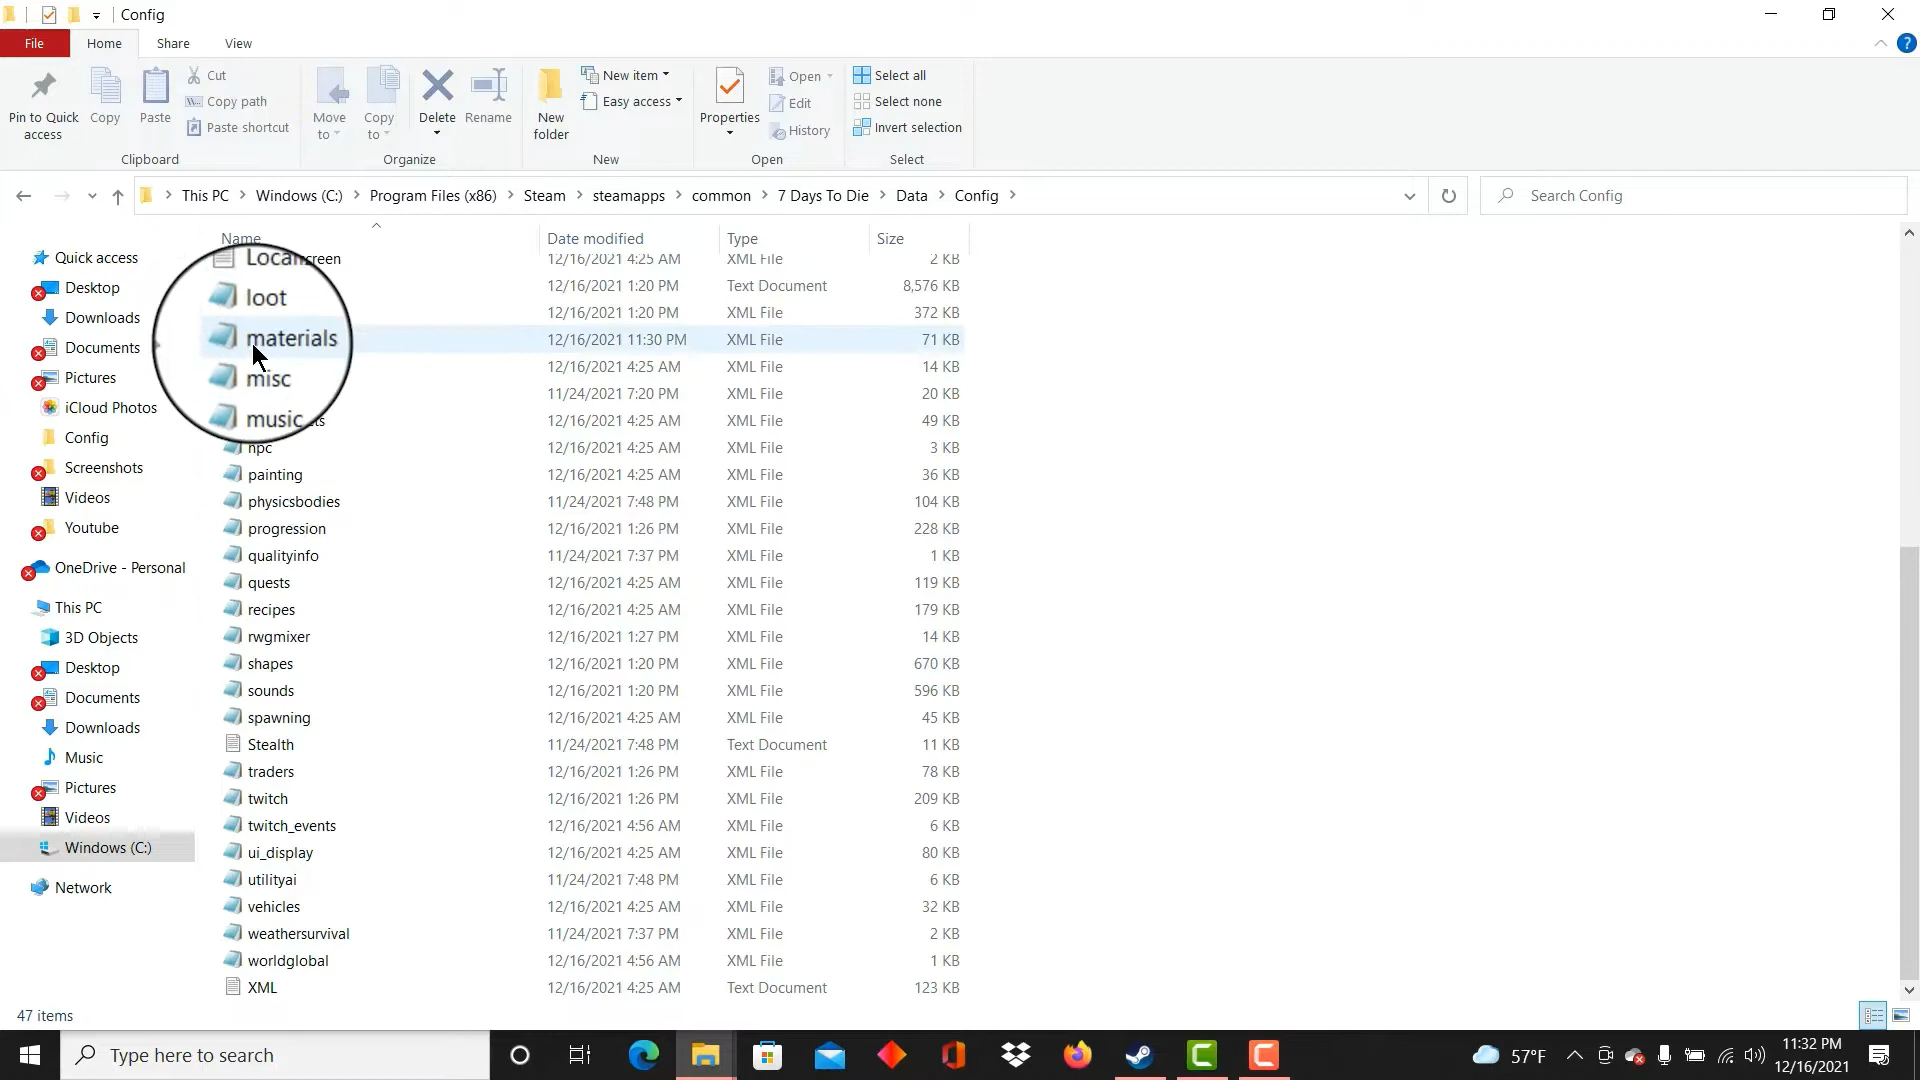 Config
File Home Share View
Pin to Quick access
Copy
Paste
Cut
Copy path
Paste shortcut
Clipboard
Move to
Copy to
Delete
Rename
Organize
New folder
New item
Easy access
New
Properties
Open
Edit
History
Open
Select all
Select none
Invert selection
Select
This PC > Windows (C:) > Program Files (x86) > Steam > steamapps > common > 7 Days To Die > Data > Config >
Search Config
Quick access
Desktop
Downloads
Documents
Pictures
iCloud Photos
Config
Screenshots
Videos
Youtube
OneDrive - Personal
This PC
3D Objects
Desktop
Documents
Downloads
Music
Pictures
Videos
Windows (C:)
Network
Name Date modified Type Size
12/16/2021 4:25 AM XML File 2 KB
12/16/2021 1:20 PM Text Document 8,576 KB
loot 12/16/2021 1:20 PM XML File 372 KB
materials 12/16/2021 11:30 PM XML File 71 KB
misc 12/16/2021 4:25 AM XML File 14 KB
music 11/24/2021 7:20 PM XML File 20 KB
12/16/2021 4:25 AM XML File 49 KB
npc 12/16/2021 4:25 AM XML File 3 KB
painting 12/16/2021 4:25 AM XML File 36 KB
physicsbodies 11/24/2021 7:48 PM XML File 104 KB
progression 12/16/2021 1:26 PM XML File 228 KB
qualityinfo 11/24/2021 7:37 PM XML File 1 KB
quests 12/16/2021 4:25 AM XML File 119 KB
recipes 12/16/2021 4:25 AM XML File 179 KB
rwgmixer 12/16/2021 1:27 PM XML File 14 KB
shapes 12/16/2021 1:20 PM XML File 670 KB
sounds 12/16/2021 1:20 PM XML File 596 KB
spawning 12/16/2021 4:25 AM XML File 45 KB
Stealth 11/24/2021 7:48 PM Text Document 11 KB
traders 12/16/2021 1:26 PM XML File 78 KB
twitch 12/16/2021 1:26 PM XML File 209 KB
twitch_events 12/16/2021 4:56 AM XML File 6 KB
ui_display 12/16/2021 4:25 AM XML File 80 KB
utilityai 11/24/2021 7:48 PM XML File 6 KB
vehicles 12/16/2021 4:25 AM XML File 32 KB
weathersurvival 11/24/2021 7:37 PM XML File 2 KB
worldglobal 12/16/2021 4:56 AM XML File 1 KB
XML 12/16/2021 4:25 AM Text Document 123 KB
47 items
Type here to search
57°F
11:32 PM
12/16/2021